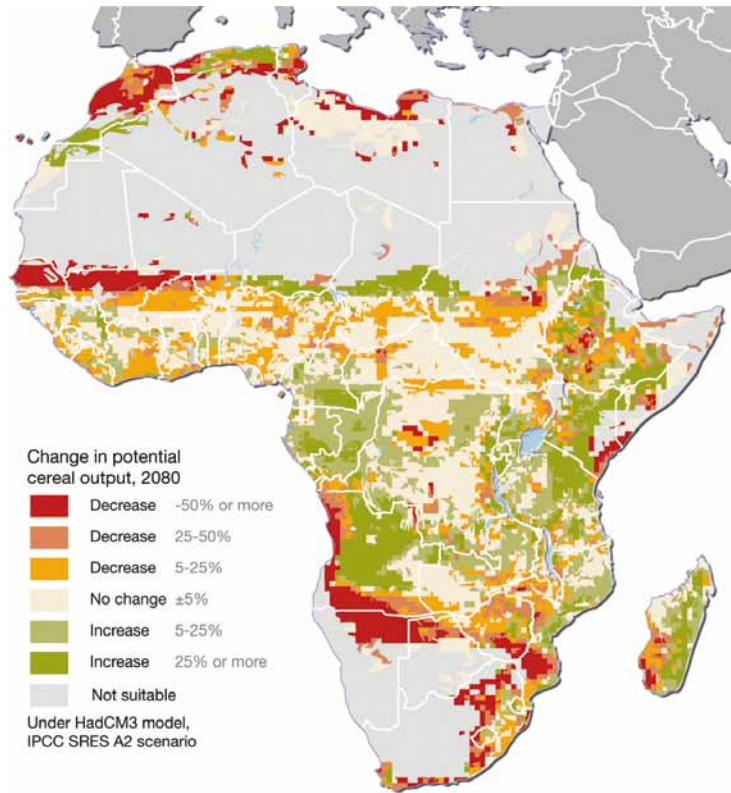 Change in potential
cereal output, 2080
Decrease -50% or more
Decrease 25-50%
Decrease 5-25%
No change ±5%
Increase 5-25%
Increase 25% or more
Not suitable
Under HadCM3 model,
IPCC SRES A2 scenario